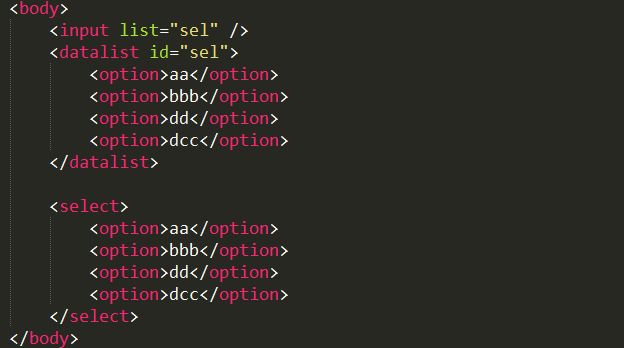 <body>
    <input list="sel" />
    <datalist id="sel">
        <option>aa</option>
        <option>bbb</option>
        <option>dd</option>
        <option>dcc</option>
    </datalist>

    <select>
        <option>aa</option>
        <option>bbb</option>
        <option>dd</option>
        <option>dcc</option>
    </select>
</body>